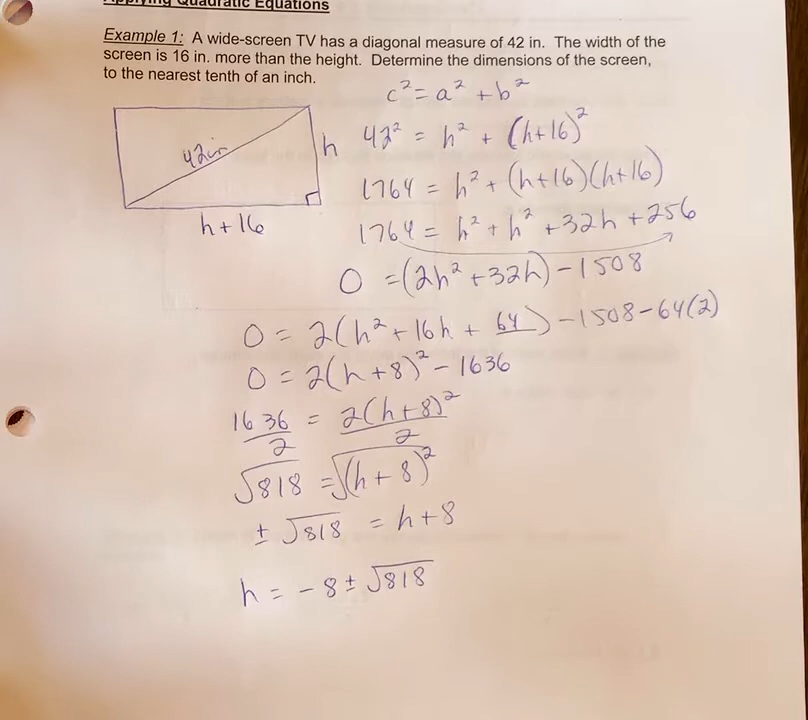 Applying Quadratic Equations
Example 1: A wide-screen TV has a diagonal measure of 42 in. The width of the
screen is 16 in. more than the height. Determine the dimensions of the screen,
to the nearest tenth of an inch.
c² = a² + b²
42in
h
h + 16
42² = h² + (h+16)²
1764 = h² + (h+16)(h+16)
1764 = h² + h² + 32h + 256
0 = (2h² + 32h) - 1508
0 = 2(h² + 16h + 64) - 1508 - 64(2)
0 = 2(h+8)² - 1636
1636/2 = 2(h+8)²/2
√818 = √(h+8)²
± √818 = h+8
h = -8 ± √818